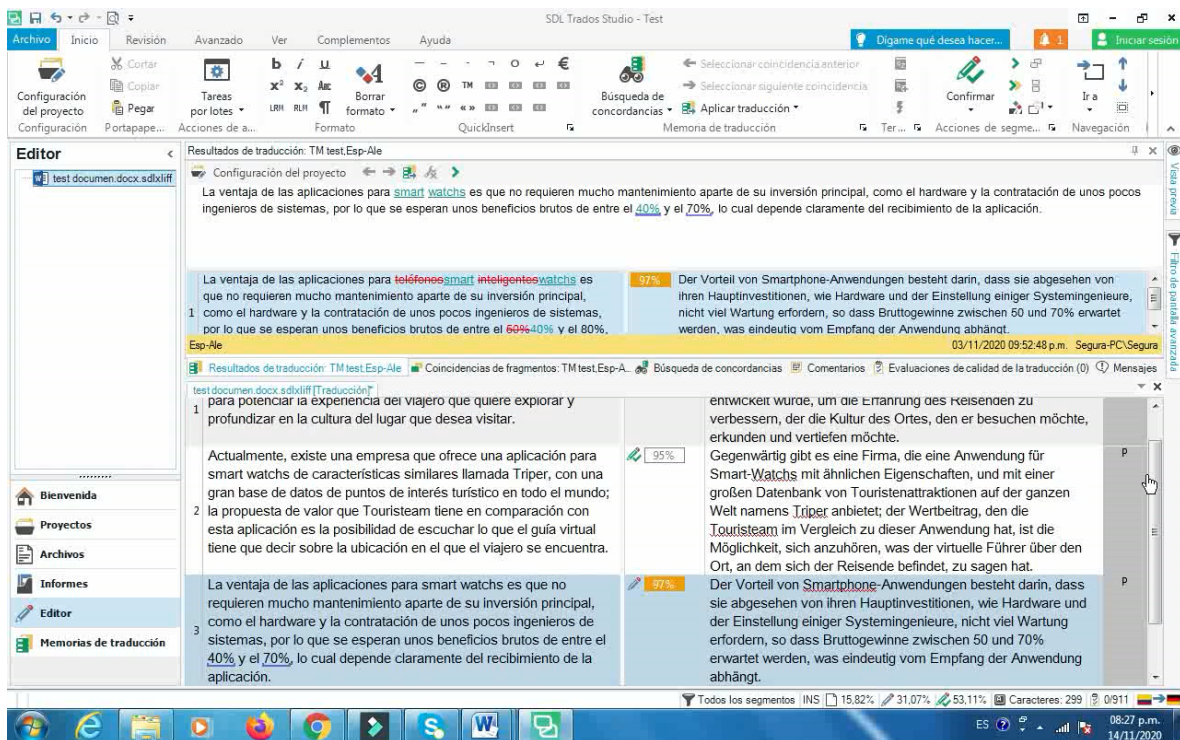 SDL Trados Studio - Test
Archivo Inicio Revisión Avanzado Ver Complementos Ayuda
Dígame qué desea hacer... 1 Iniciar sesión
Configuración del proyecto
Cortar
Copiar
Pegar
Tareas por lotes
b i u
x² x₂ ABC
LRM RLM ¶
Borrar formato
© ® TM
€
Búsqueda de concordancias
Seleccionar coincidencia anterior
Seleccionar siguiente coincidencia
Aplicar traducción
Confirmar
Ir a
Configuración Portapape... Acciones de a... Formato QuickInsert Memoria de traducción Ter... Acciones de segme... Navegación
Editor
test documen.docx.sdlxliff
Resultados de traducción: TM test,Esp-Ale
Configuración del proyecto
La ventaja de las aplicaciones para smart watchs es que no requieren mucho mantenimiento aparte de su inversión principal, como el hardware y la contratación de unos pocos
ingenieros de sistemas, por lo que se esperan unos beneficios brutos de entre el 40% y el 70%, lo cual depende claramente del recibimiento de la aplicación.
Vista previa
Filtro de pantalla avanzada
1
La ventaja de las aplicaciones para teléfonossmart inteligenteswatchs es
que no requieren mucho mantenimiento aparte de su inversión principal,
como el hardware y la contratación de unos pocos ingenieros de sistemas,
por lo que se esperan unos beneficios brutos de entre el 50%40% y el 80%,
97%
Der Vorteil von Smartphone-Anwendungen besteht darin, dass sie abgesehen von
ihren Hauptinvestitionen, wie Hardware und der Einstellung einiger Systemingenieure,
nicht viel Wartung erfordern, so dass Bruttogewinne zwischen 50 und 70% erwartet
werden, was eindeutig vom Empfang der Anwendung abhängt.
Esp-Ale 03/11/2020 09:52:48 p.m. Segura-PC\Segura
Resultados de traducción: TM test,Esp-Ale Coincidencias de fragmentos: TM test,Esp-A... Búsqueda de concordancias Comentarios Evaluaciones de calidad de la traducción (0) Mensajes
test documen.docx.sdlxliff [Traducción]*
1
para potenciar la experiencia del viajero que quiere explorar y
profundizar en la cultura del lugar que desea visitar.
entwickelt wurde, um die Erfahrung des Reisenden zu
verbessern, der die Kultur des Ortes, den er besuchen möchte,
erkunden und vertiefen möchte.
2
Actualmente, existe una empresa que ofrece una aplicación para
smart watchs de características similares llamada Triper, con una
gran base de datos de puntos de interés turístico en todo el mundo;
la propuesta de valor que Touristeam tiene en comparación con
esta aplicación es la posibilidad de escuchar lo que el guía virtual
tiene que decir sobre la ubicación en el que el viajero se encuentra.
95%
Gegenwärtig gibt es eine Firma, die eine Anwendung für
Smart-Watchs mit ähnlichen Eigenschaften, und mit einer
großen Datenbank von Touristenattraktionen auf der ganzen
Welt namens Triper anbietet; der Wertbeitrag, den die
Touristeam im Vergleich zu dieser Anwendung hat, ist die
Möglichkeit, sich anzuhören, was der virtuelle Führer über den
Ort, an dem sich der Reisende befindet, zu sagen hat.
P
3
La ventaja de las aplicaciones para smart watchs es que no
requieren mucho mantenimiento aparte de su inversión principal,
como el hardware y la contratación de unos pocos ingenieros de
sistemas, por lo que se esperan unos beneficios brutos de entre el
40% y el 70%, lo cual depende claramente del recibimiento de la
aplicación.
97%
Der Vorteil von Smartphone-Anwendungen besteht darin, dass
sie abgesehen von ihren Hauptinvestitionen, wie Hardware und
der Einstellung einiger Systemingenieure, nicht viel Wartung
erfordern, so dass Bruttogewinne zwischen 50 und 70%
erwartet werden, was eindeutig vom Empfang der Anwendung
abhängt.
P
Bienvenida
Proyectos
Archivos
Informes
Editor
Memorias de traducción
Todos los segmentos INS 15,82% 31,07% 53,11% Caracteres: 299 0/911
ES 08:27 p.m.
14/11/2020